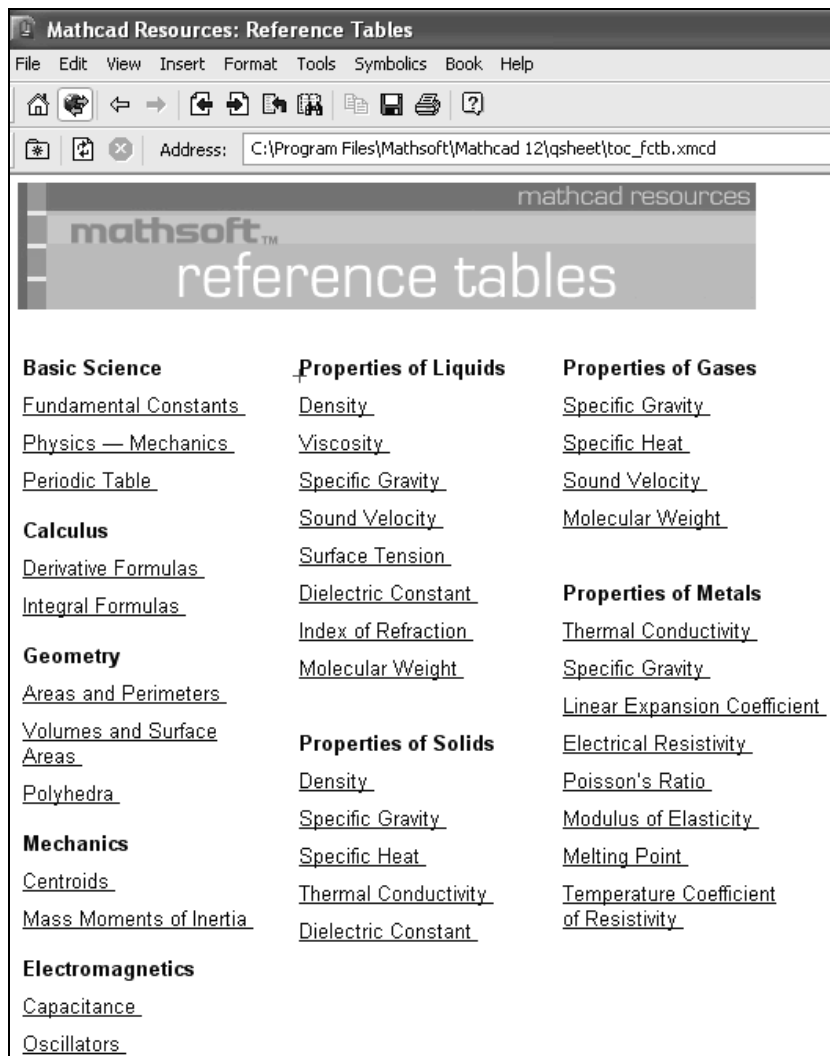 Mathcad Resources: Reference Tables
File Edit View Insert Format Tools Symbolics Book Help
Address: C:\Program Files\Mathsoft\Mathcad 12\qsheet\toc_fctb.xmcd
mathcad resources
mathsoft™
reference tables
Basic Science
Fundamental Constants
Physics — Mechanics
Periodic Table
Calculus
Derivative Formulas
Integral Formulas
Geometry
Areas and Perimeters
Volumes and Surface
Areas
Polyhedra
Mechanics
Centroids
Mass Moments of Inertia
Electromagnetics
Capacitance
Oscillators
Properties of Liquids
Density
Viscosity
Specific Gravity
Sound Velocity
Surface Tension
Dielectric Constant
Index of Refraction
Molecular Weight
Properties of Solids
Density
Specific Gravity
Specific Heat
Thermal Conductivity
Dielectric Constant
Properties of Gases
Specific Gravity
Specific Heat
Sound Velocity
Molecular Weight
Properties of Metals
Thermal Conductivity
Specific Gravity
Linear Expansion Coefficient
Electrical Resistivity
Poisson's Ratio
Modulus of Elasticity
Melting Point
Temperature Coefficient
of Resistivity